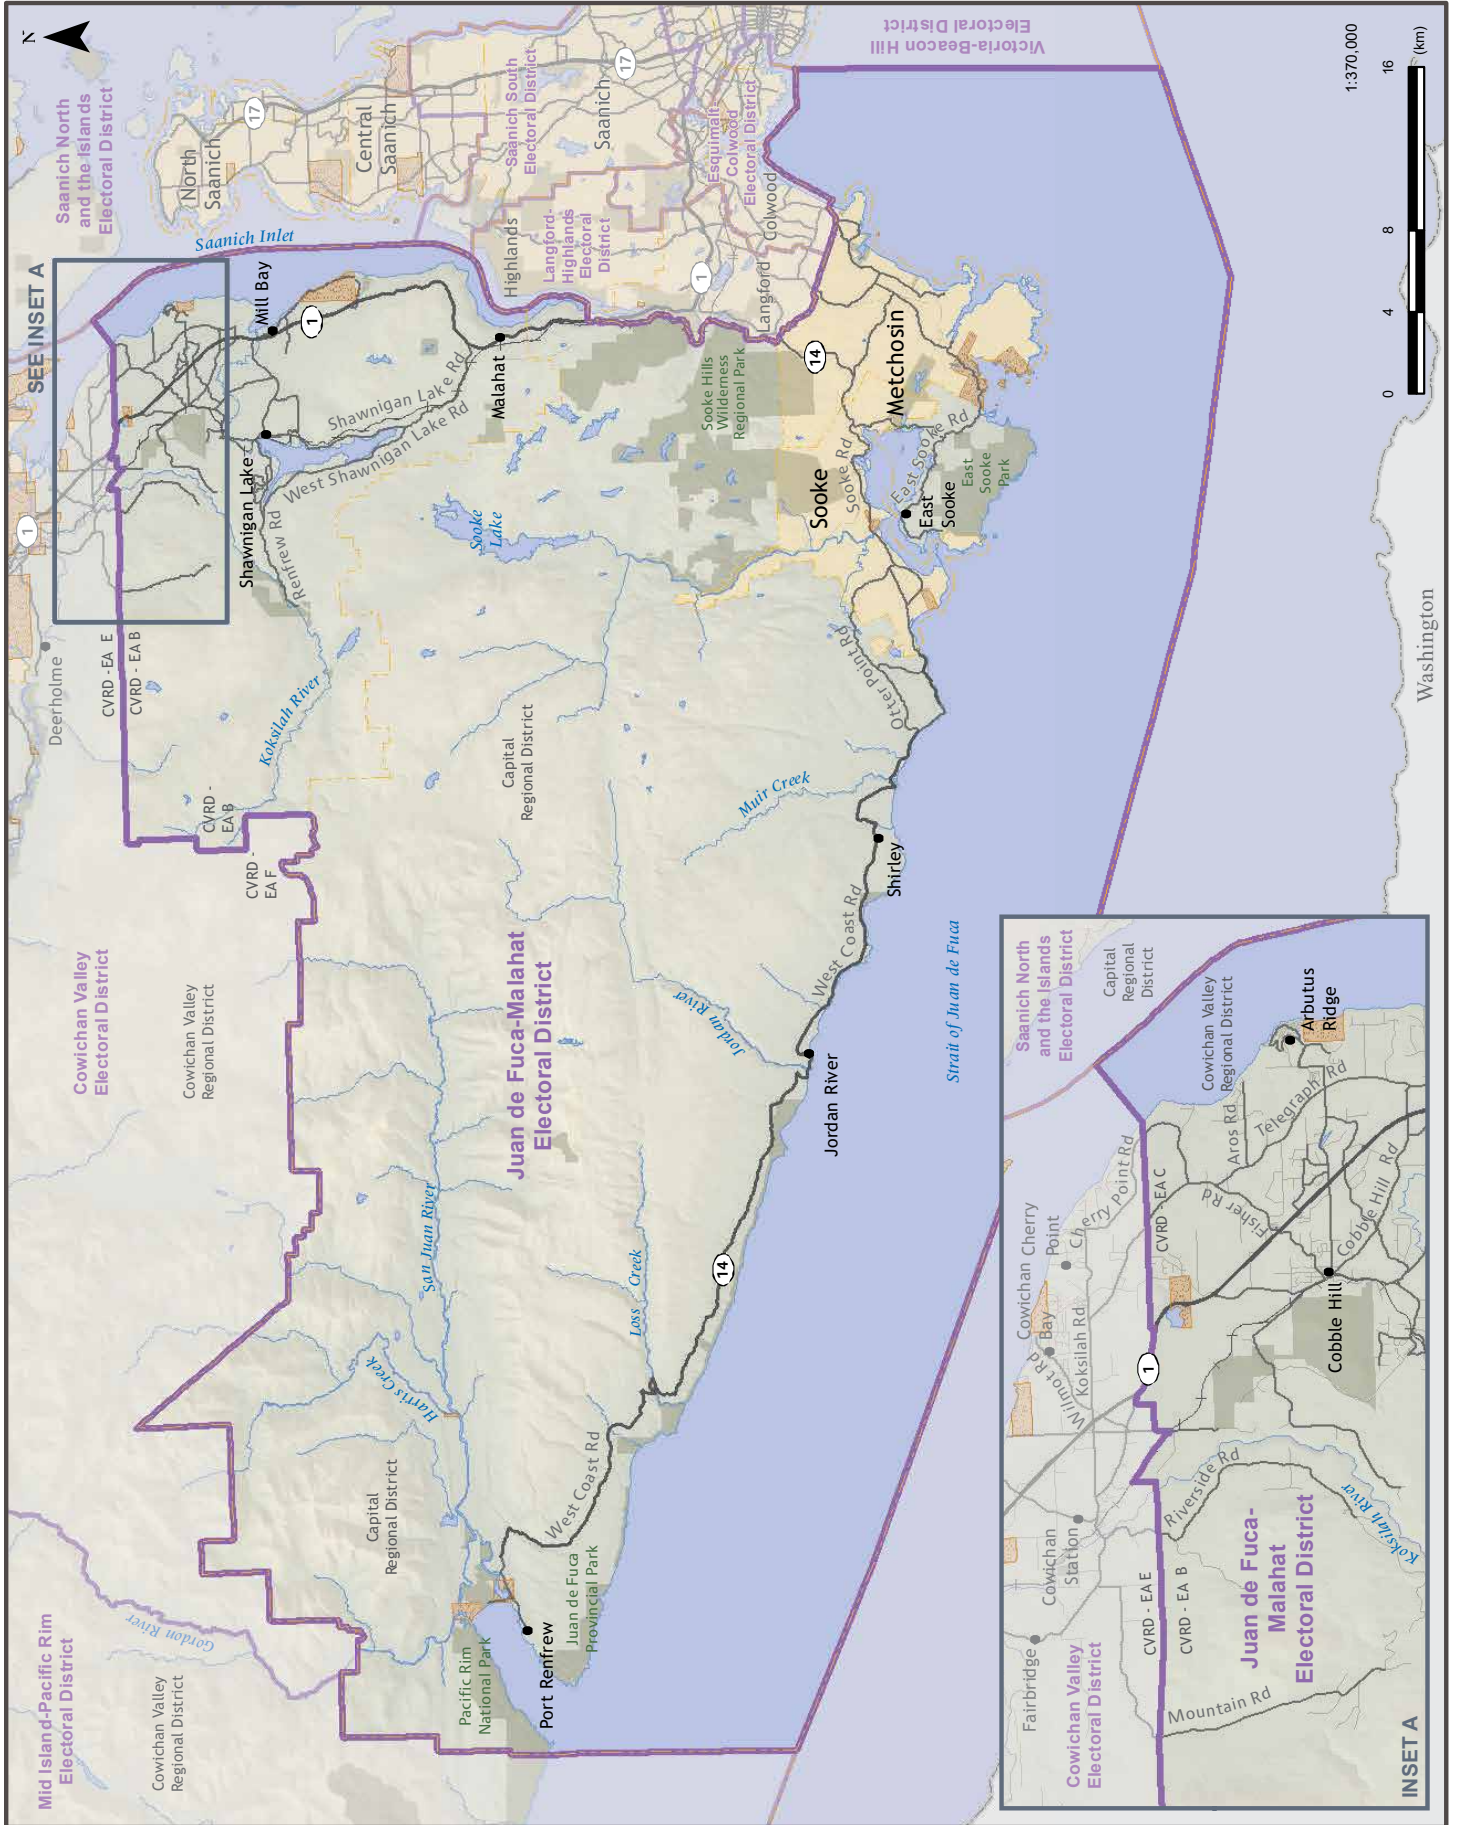 N
Mid Island-Pacific Rim
Electoral District
Gordon River
Cowichan Valley
Regional District
Cowichan Valley
Electoral District
Cowichan Valley
Regional District
Deerholme
CVRD - EA E
CVRD - EA B
CVRD -
EA B
CVRD -
EA F
SEE INSET A
1
Saanich North
and the Islands
Electoral District
Saanich Inlet
North
Saanich
17
Central
Saanich
Saanich South
Electoral District
Saanich
17
Victoria-Beacon Hill
Electoral District
Esquimalt-
Colwood
Electoral District
Colwood
Highlands
Langford-
Highlands
Electoral
District
Langford
1
Mill Bay
1
Shawnigan Lake
Shawnigan Lake Rd
West Shawnigan Lake Rd
Renfrew Rd
Malahat
Koksilah River
Sooke
Lake
Sooke Hills
Wilderness
Regional Park
14
Metchosin
Sooke
Sooke Rd
East Sooke Rd
East
Sooke
East
Sooke
Park
Otter Point Rd
Capital
Regional District
Muir Creek
Shirley
West Coast Rd
Juan de Fuca-Malahat
Electoral District
Jordan River
Jordan River
San Juan River
Harris Creek
Loss Creek
14
West Coast Rd
Capital
Regional District
Juan de Fuca
Provincial Park
Pacific Rim
National Park
Port Renfrew
Strait of Juan de Fuca
Washington
1:370,000
0
4
8
16
(km)
INSET A
Saanich North
and the Islands
Electoral District
Capital
Regional
District
Cowichan Valley
Regional District
Arbutus
Ridge
Telegraph Rd
Aros Rd
Cherry Point Rd
Cherry
Point
Cowichan
Bay
CVRD - EA C
Fisher Rd
Cobble Hill Rd
Cobble Hill
Koksilah Rd
Wilmot Rd
1
Riverside Rd
Koksilah River
Cowichan
Station
Fairbridge
CVRD - EA E
CVRD - EA B
Cowichan Valley
Electoral District
Juan de Fuca-
Malahat
Electoral District
Mountain Rd